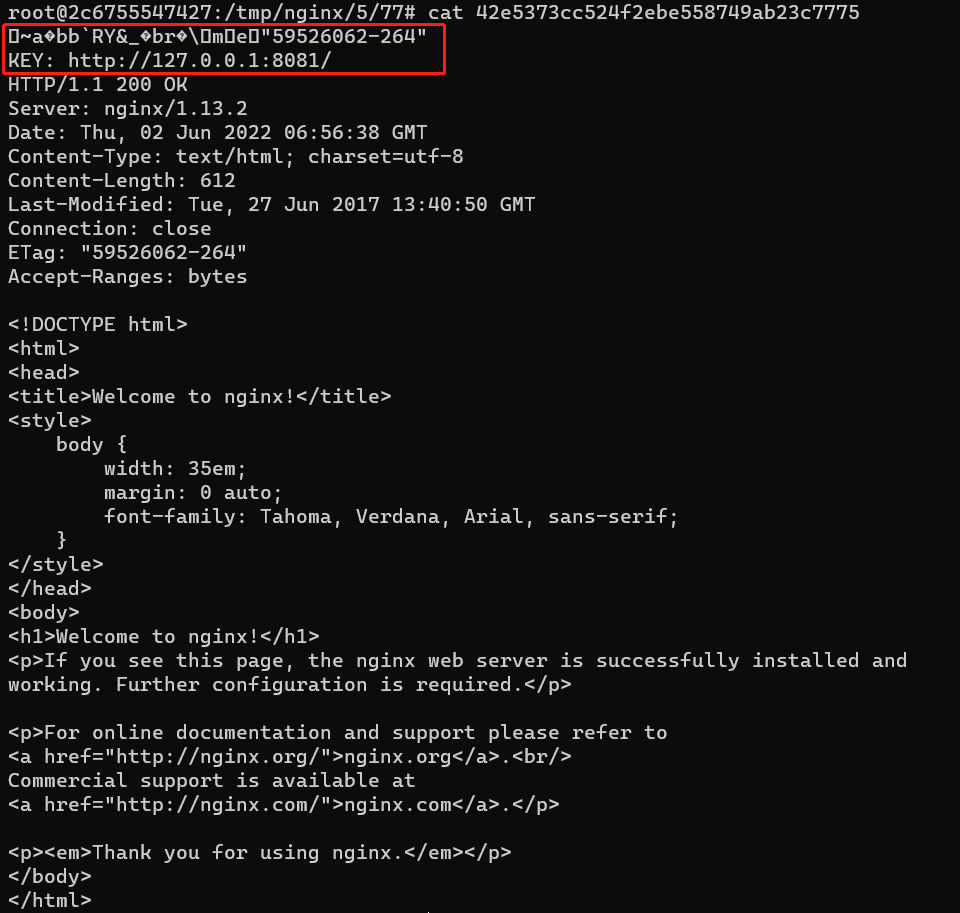 root@2c6755547427:/tmp/nginx/5/77# cat 42e5373cc524f2ebe558749ab23c7775
~a�bb`RY&_�br�\me"59526062-264"
KEY: http://127.0.0.1:8081/
HTTP/1.1 200 OK
Server: nginx/1.13.2
Date: Thu, 02 Jun 2022 06:56:38 GMT
Content-Type: text/html; charset=utf-8
Content-Length: 612
Last-Modified: Tue, 27 Jun 2017 13:40:50 GMT
Connection: close
ETag: "59526062-264"
Accept-Ranges: bytes

<!DOCTYPE html>
<html>
<head>
<title>Welcome to nginx!</title>
<style>
    body {
        width: 35em;
        margin: 0 auto;
        font-family: Tahoma, Verdana, Arial, sans-serif;
    }
</style>
</head>
<body>
<h1>Welcome to nginx!</h1>
<p>If you see this page, the nginx web server is successfully installed and
working. Further configuration is required.</p>

<p>For online documentation and support please refer to
<a href="http://nginx.org/">nginx.org</a>.<br/>
Commercial support is available at
<a href="http://nginx.com/">nginx.com</a>.</p>

<p><em>Thank you for using nginx.</em></p>
</body>
</html>